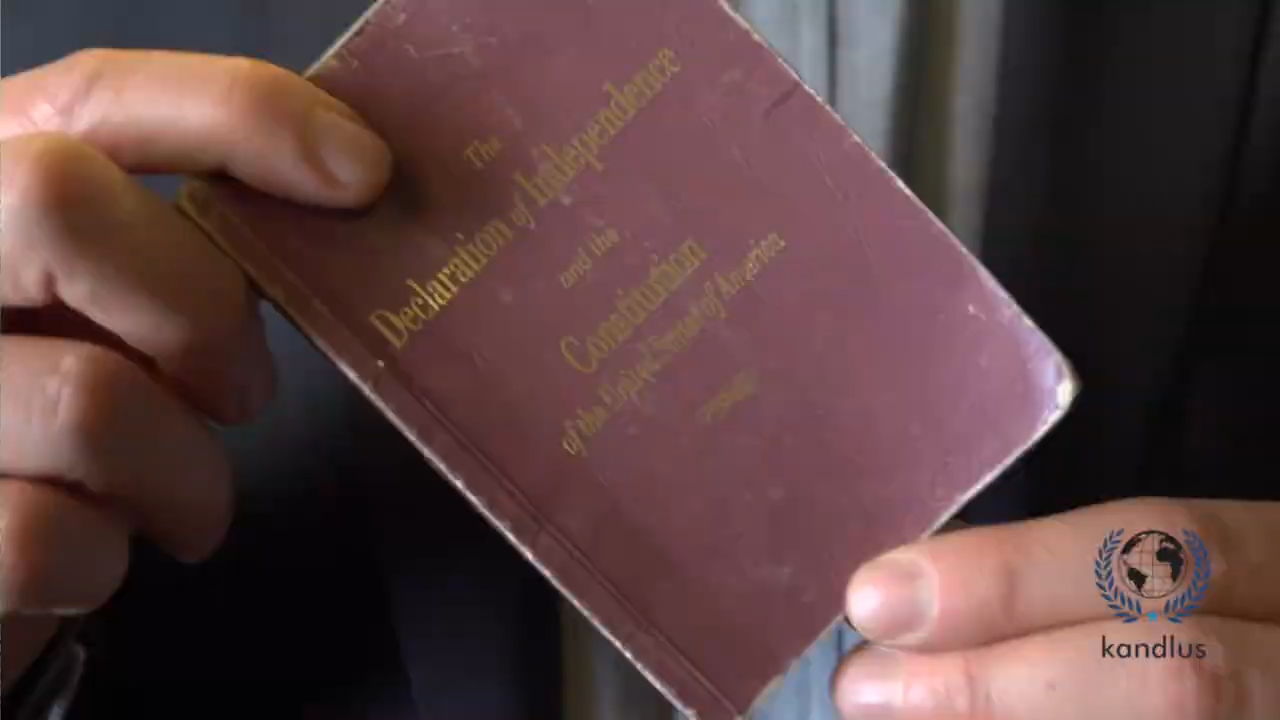 The
Declaration of Independence
and the
Constitution
of the United States of America
kandlus